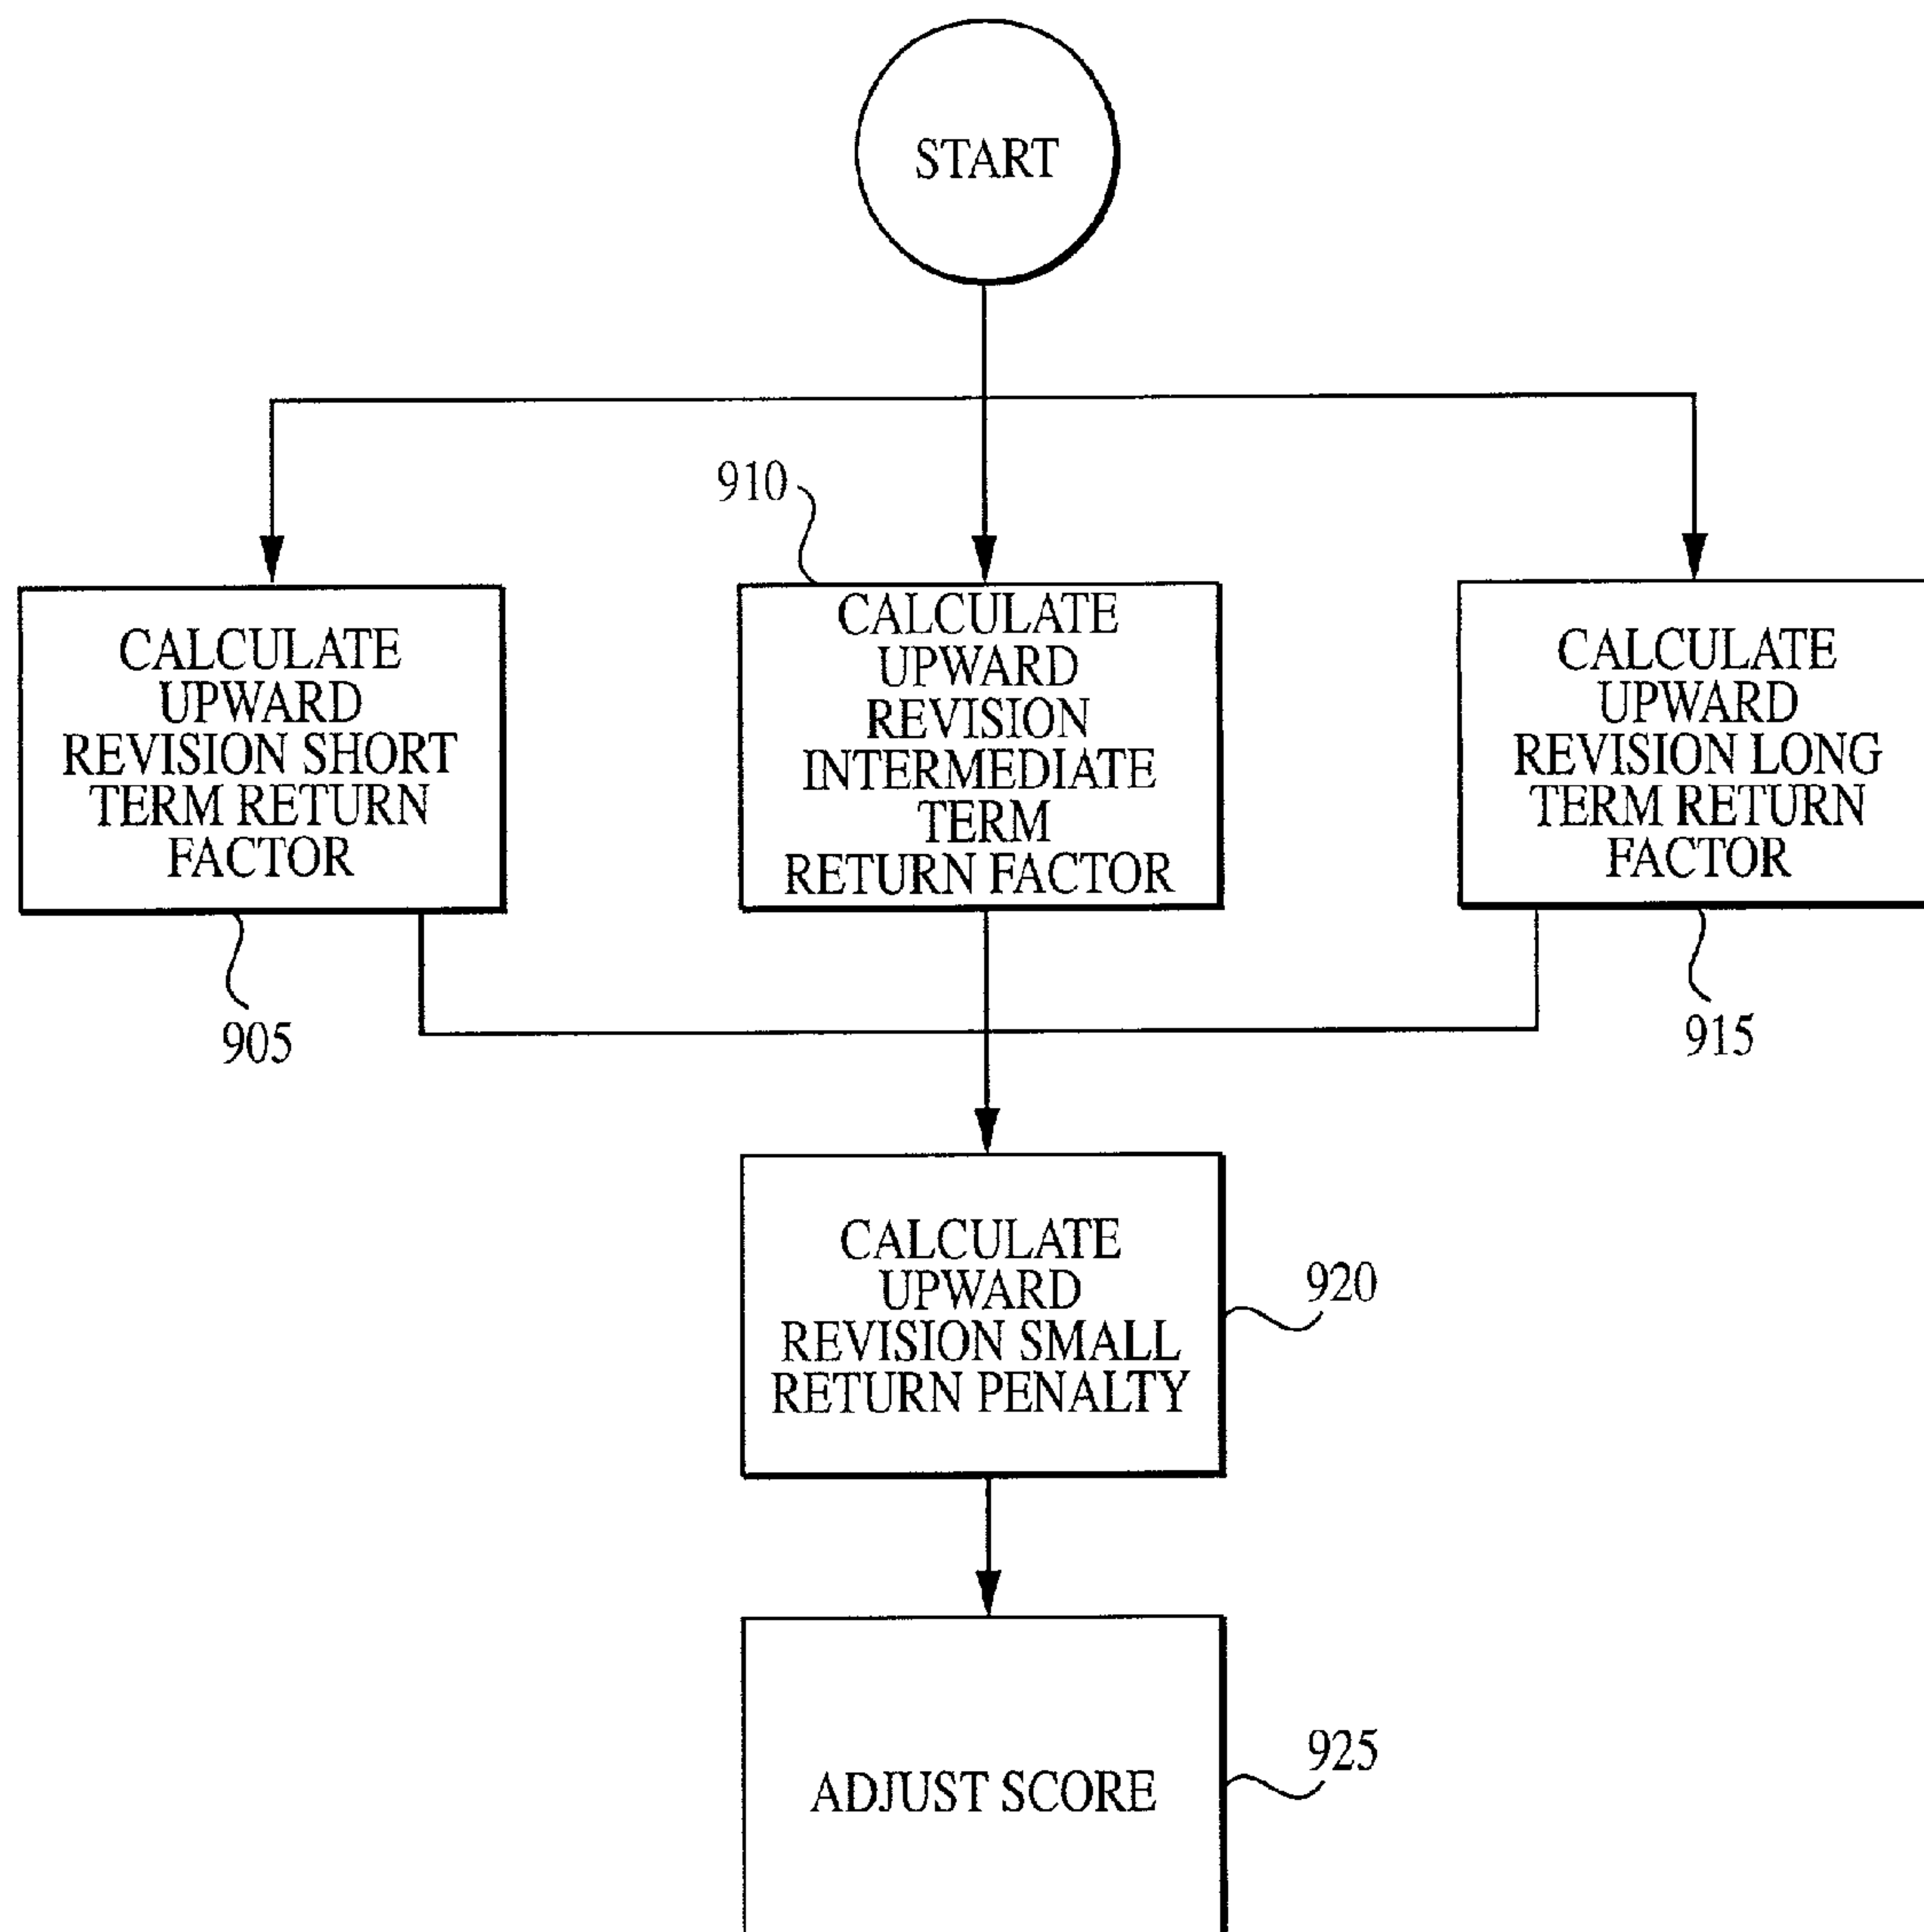 START
910
CALCULATE
UPWARD
REVISION SHORT
TERM RETURN
FACTOR
CALCULATE
UPWARD
REVISION
INTERMEDIATE
TERM
RETURN FACTOR
CALCULATE
UPWARD
REVISION LONG
TERM RETURN
FACTOR
905
915
CALCULATE
UPWARD
REVISION SMALL
RETURN PENALTY
920
ADJUST SCORE
925